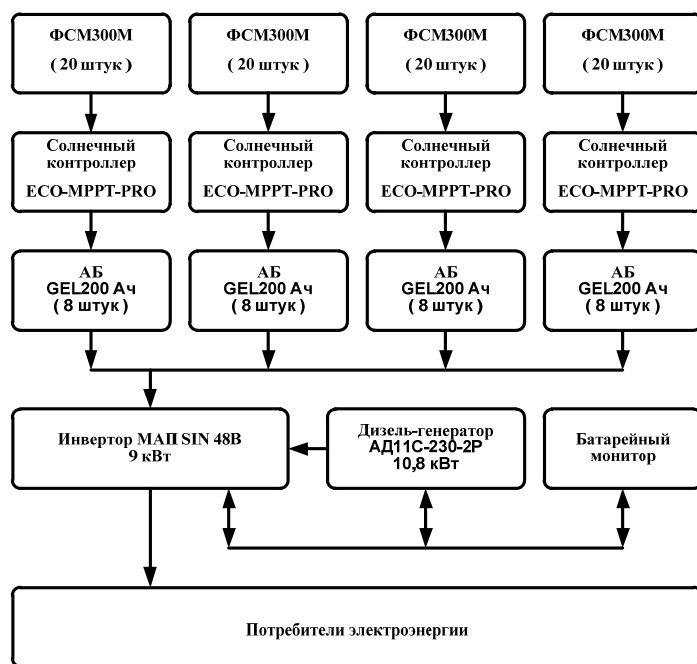 ФСМ300М
( 20 штук )
ФСМ300М
( 20 штук )
ФСМ300М
( 20 штук )
ФСМ300М
( 20 штук )
Солнечный
контроллер
ECO-MPPT-PRO
Солнечный
контроллер
ECO-MPPT-PRO
Солнечный
контроллер
ECO-MPPT-PRO
Солнечный
контроллер
ECO-MPPT-PRO
АБ
GEL200 Ач
( 8 штук )
АБ
GEL200 Ач
( 8 штук )
АБ
GEL200 Ач
( 8 штук )
АБ
GEL200 Ач
( 8 штук )
Инвертор МАП SIN 48В
9 кВт
Дизель-генератор
АД11С-230-2Р
10,8 кВт
Батарейный
монитор
Потребители электроэнергии